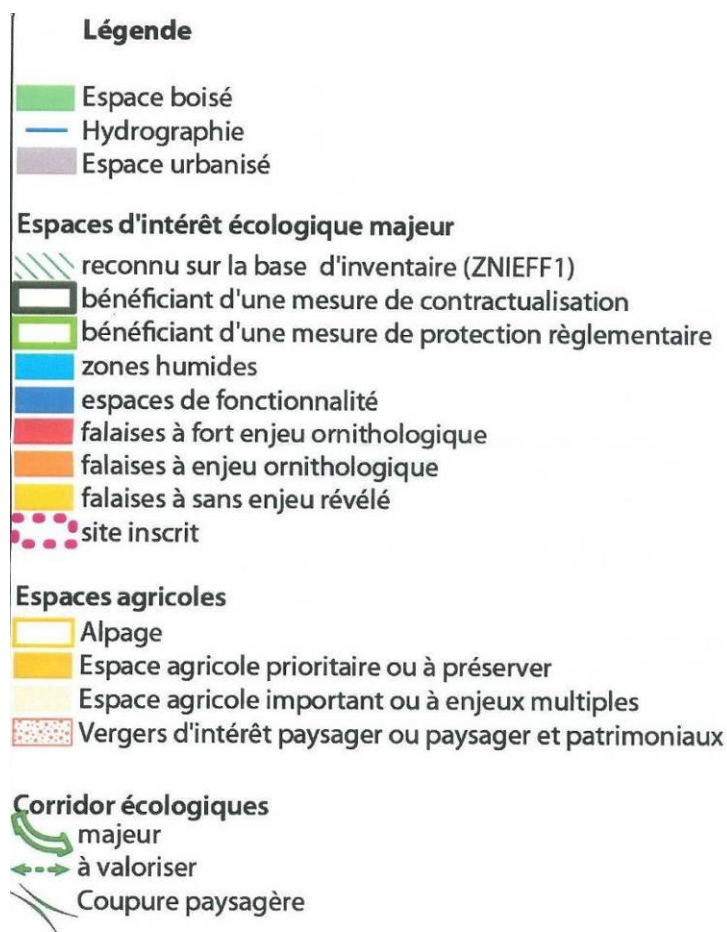 Légende
Espace boisé
Hydrographie
Espace urbanisé
Espaces d'intérêt écologique majeur
reconnu sur la base d'inventaire (ZNIEFF1)
bénéficiant d'une mesure de contractualisation
bénéficiant d'une mesure de protection règlementaire
zones humides
espaces de fonctionnalité
falaises à fort enjeu ornithologique
falaises à enjeu ornithologique
falaises à sans enjeu révélé
site inscrit
Espaces agricoles
Alpage
Espace agricole prioritaire ou à préserver
Espace agricole important ou à enjeux multiples
Vergers d'intérêt paysager ou paysager et patrimoniaux
Corridor écologiques
majeur
à valoriser
Coupure paysagère